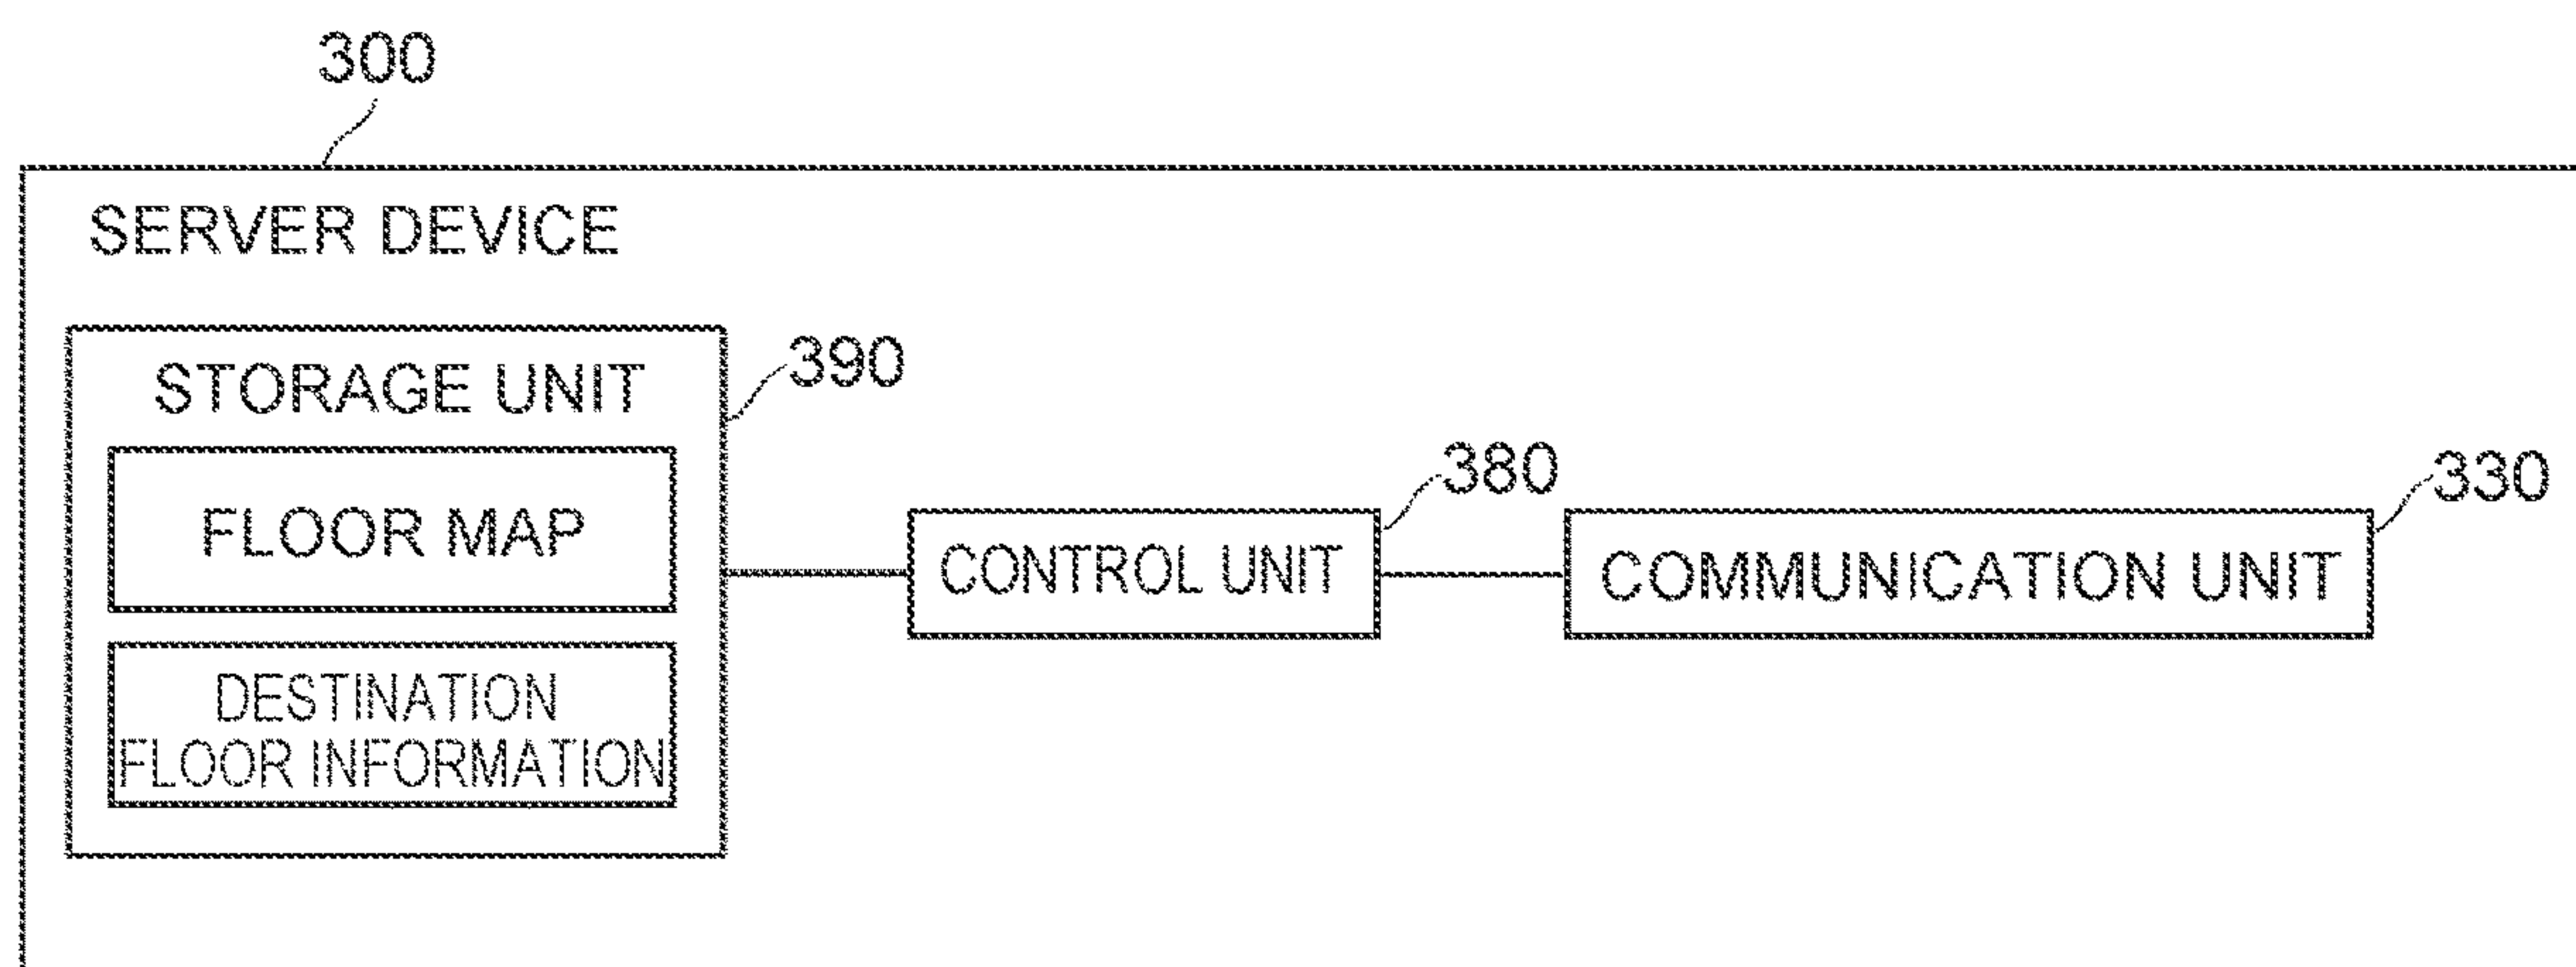 300
SERVER DEVICE
STORAGE UNIT
390
FLOOR MAP
DESTINATION
FLOOR INFORMATION
CONTROL UNIT
380
COMMUNICATION UNIT
330